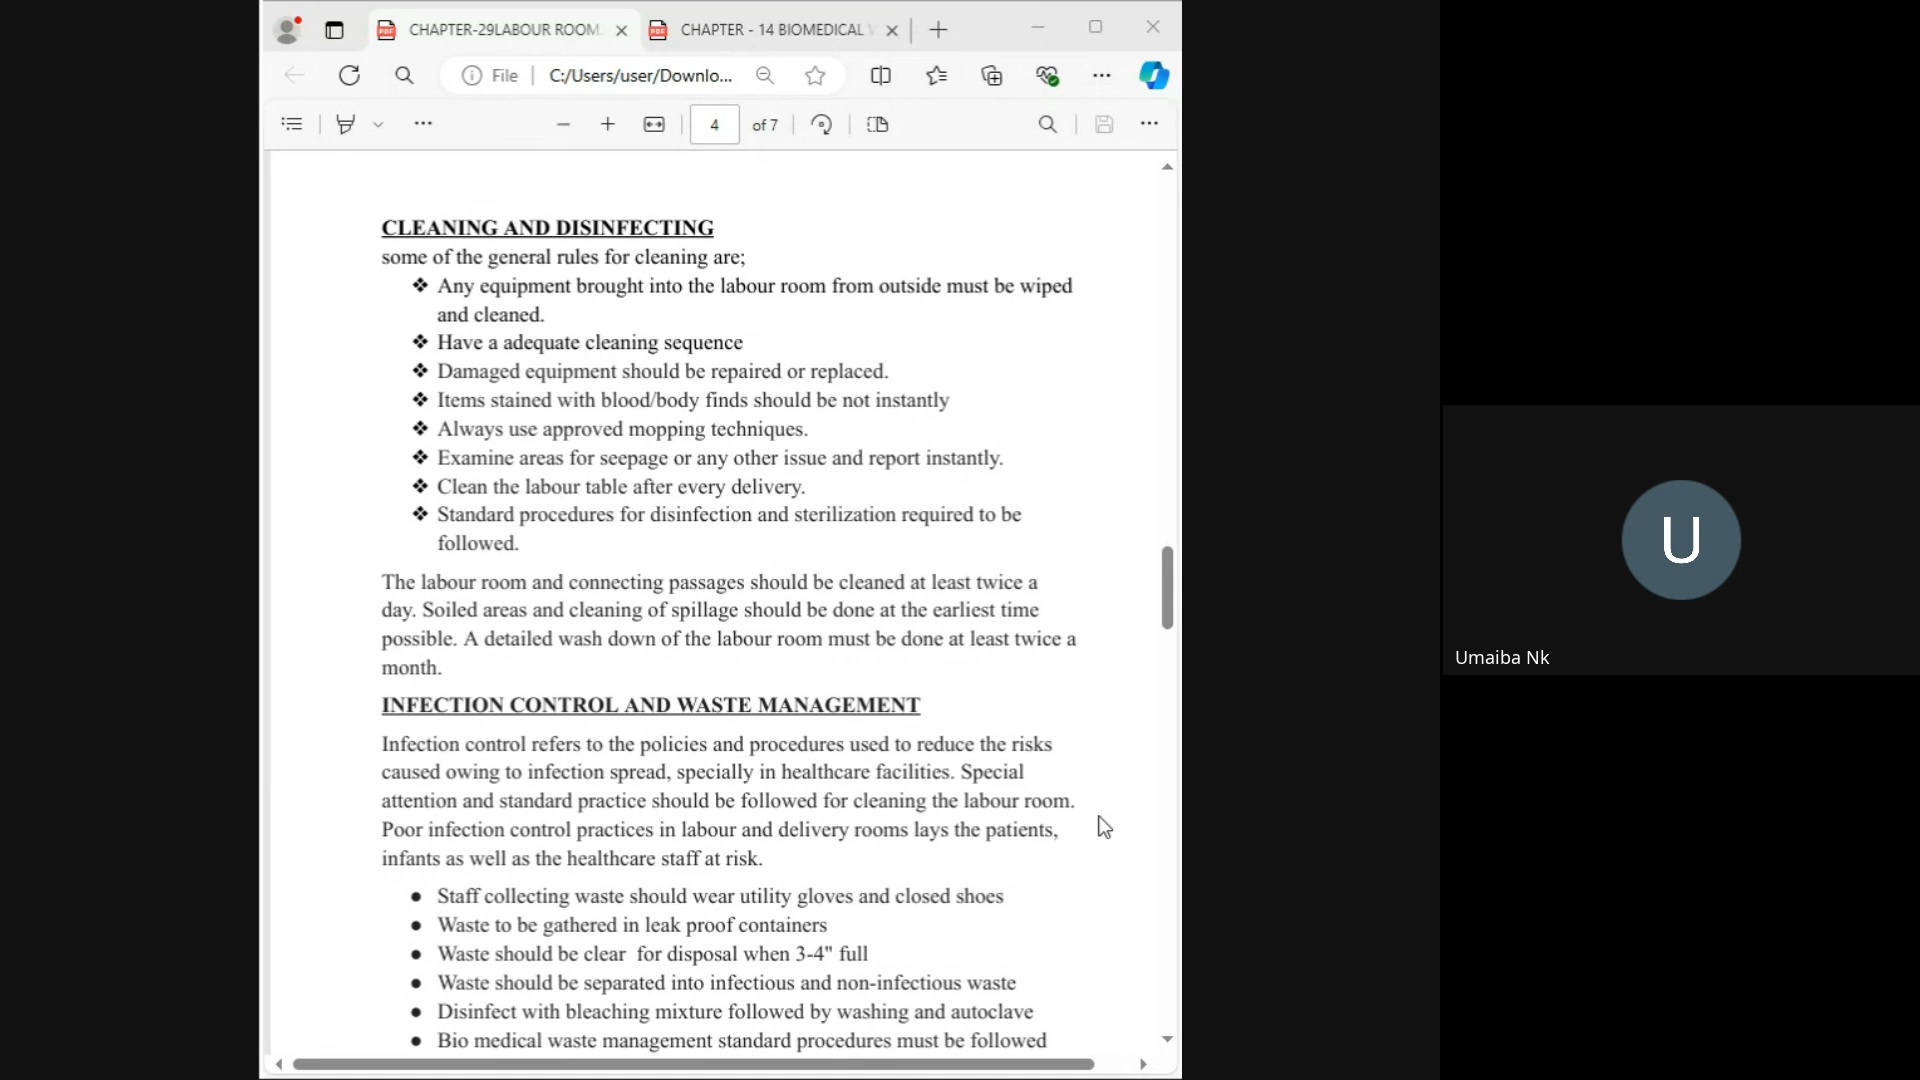 CHAPTER-29LABOUR ROOM.
CHAPTER - 14 BIOMEDICAL
File
C:/Users/user/Downlo...
4 of 7
CLEANING AND DISINFECTING
some of the general rules for cleaning are;
❖ Any equipment brought into the labour room from outside must be wiped
and cleaned.
❖ Have a adequate cleaning sequence
❖ Damaged equipment should be repaired or replaced.
❖ Items stained with blood/body finds should be not instantly
❖ Always use approved mopping techniques.
❖ Examine areas for seepage or any other issue and report instantly.
❖ Clean the labour table after every delivery.
❖ Standard procedures for disinfection and sterilization required to be
followed.
The labour room and connecting passages should be cleaned at least twice a
day. Soiled areas and cleaning of spillage should be done at the earliest time
possible. A detailed wash down of the labour room must be done at least twice a
month.
INFECTION CONTROL AND WASTE MANAGEMENT
Infection control refers to the policies and procedures used to reduce the risks
caused owing to infection spread, specially in healthcare facilities. Special
attention and standard practice should be followed for cleaning the labour room.
Poor infection control practices in labour and delivery rooms lays the patients,
infants as well as the healthcare staff at risk.
● Staff collecting waste should wear utility gloves and closed shoes
● Waste to be gathered in leak proof containers
● Waste should be clear  for disposal when 3-4" full
● Waste should be separated into infectious and non-infectious waste
● Disinfect with bleaching mixture followed by washing and autoclave
● Bio medical waste management standard procedures must be followed
U
Umaiba Nk